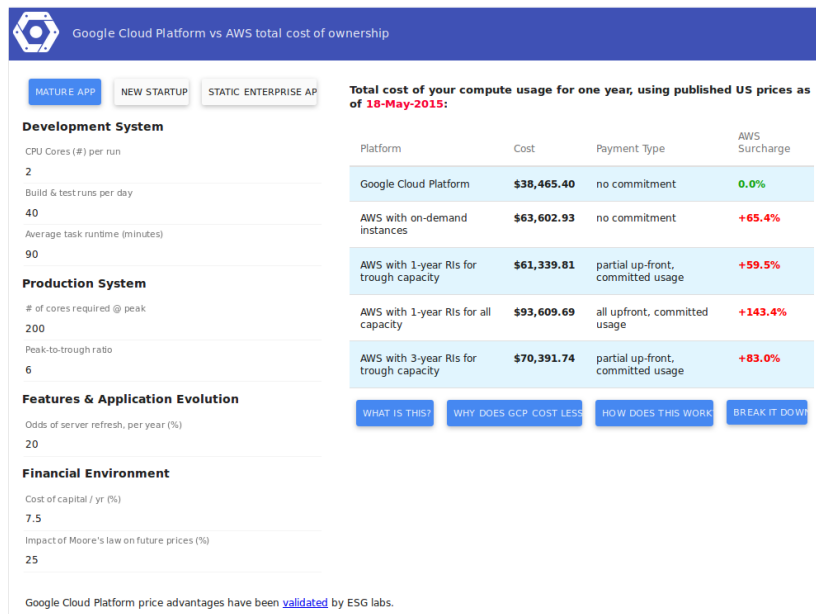 Google Cloud Platform vs AWS total cost of ownership
MATURE APP
NEW STARTUP
STATIC ENTERPRISE AP
Development System
CPU Cores (#) per run
2
Build & test runs per day
40
Average task runtime (minutes)
90
Production System
# of cores required @ peak
200
Peak-to-trough ratio
6
Features & Application Evolution
Odds of server refresh, per year (%)
20
Financial Environment
Cost of capital / yr (%)
7.5
Impact of Moore's law on future prices (%)
25
Total cost of your compute usage for one year, using published US prices as
of 18-May-2015:
Platform Cost Payment Type AWS Surcharge
Google Cloud Platform $38,465.40 no commitment 0.0%
AWS with on-demand $63,602.93 no commitment +65.4%
instances
AWS with 1-year RIs for $61,339.81 partial up-front, +59.5%
trough capacity committed usage
AWS with 1-year RIs for all $93,609.69 all upfront, committed +143.4%
capacity usage
AWS with 3-year RIs for $70,391.74 partial up-front, +83.0%
trough capacity committed usage
WHAT IS THIS?
WHY DOES GCP COST LESS
HOW DOES THIS WORK
BREAK IT DOWN
Google Cloud Platform price advantages have been validated by ESG labs.